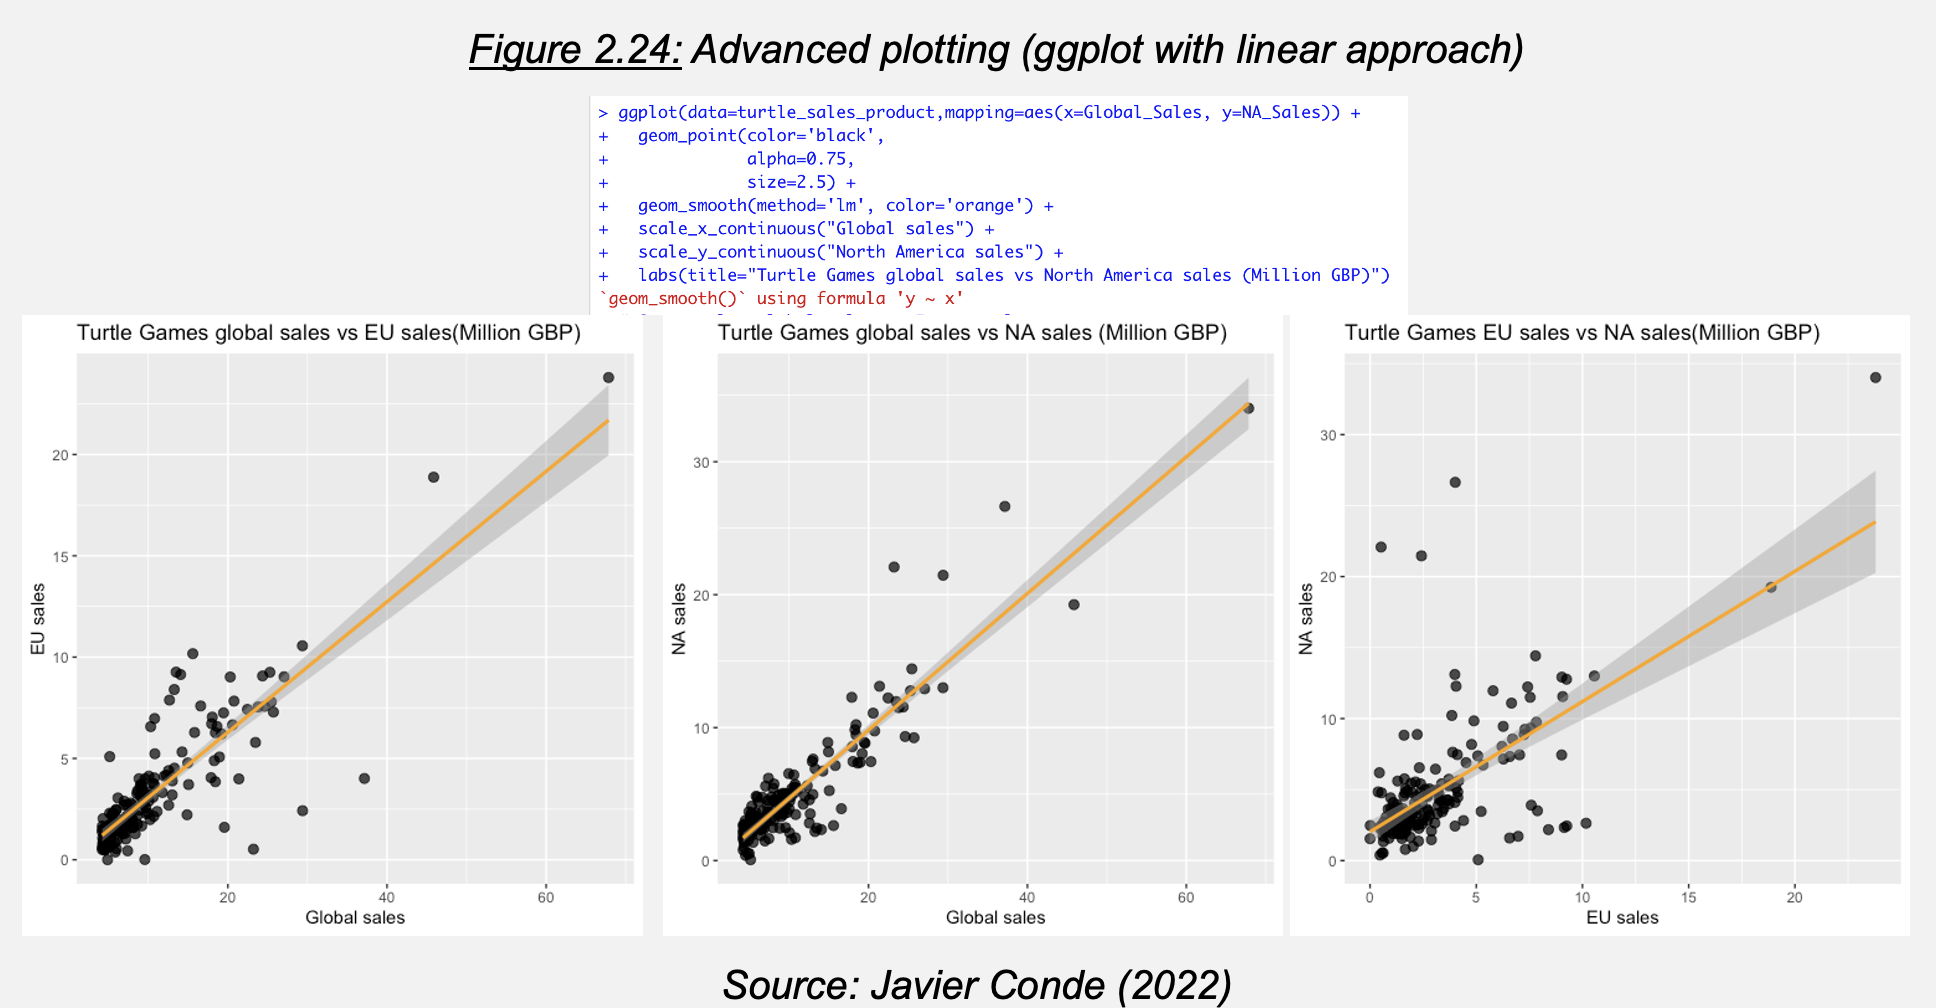 Figure 2.24: Advanced plotting (ggplot with linear approach)
> ggplot(data=turtle_sales_product,mapping=aes(x=Global_Sales, y=NA_Sales)) +
+   geom_point(color='black',
+              alpha=0.75,
+              size=2.5) +
+   geom_smooth(method='lm', color='orange') +
+   scale_x_continuous("Global sales") +
+   scale_y_continuous("North America sales") +
+   labs(title="Turtle Games global sales vs North America sales (Million GBP)")
`geom_smooth()` using formula 'y ~ x'
Turtle Games global sales vs EU sales(Million GBP)
EU sales
20
15
10
5
0
20 40 60
Global sales
Turtle Games global sales vs NA sales (Million GBP)
NA sales
30
20
10
0
20 40 60
Global sales
Turtle Games EU sales vs NA sales(Million GBP)
NA sales
30
20
10
0
0 5 10 15 20
EU sales
Source: Javier Conde (2022)